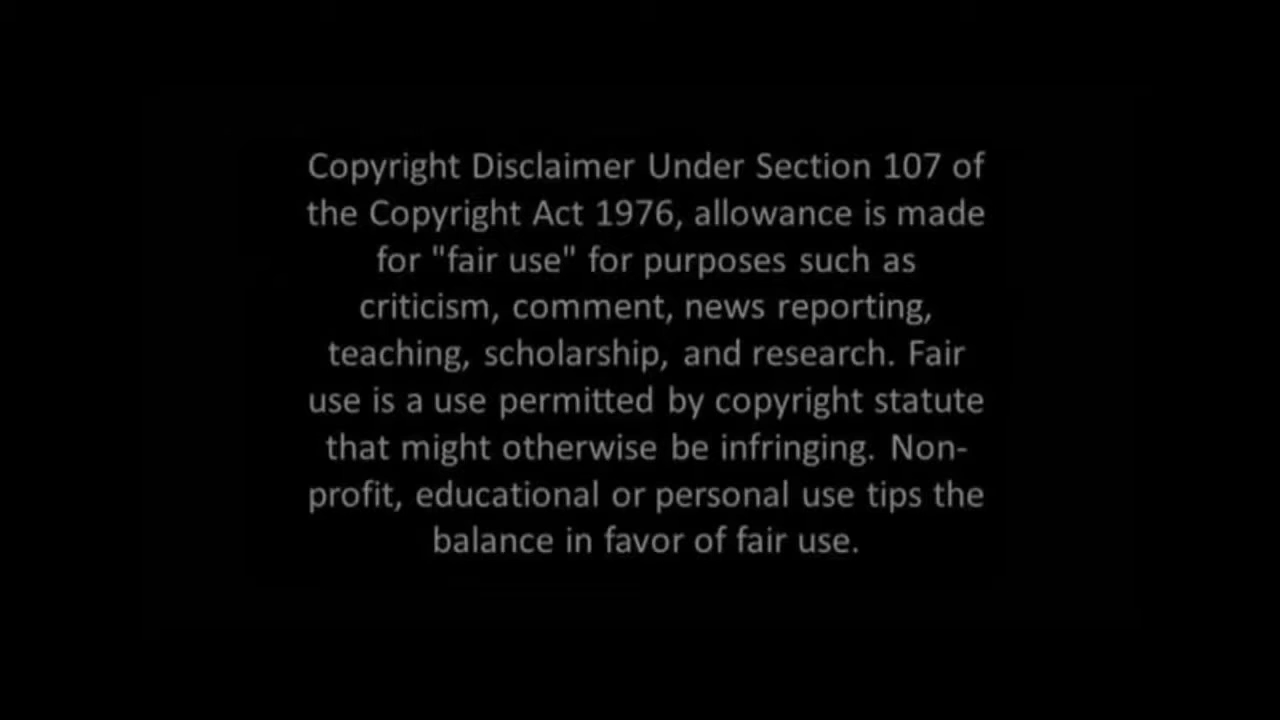 Copyright Disclaimer Under Section 107 of
the Copyright Act 1976, allowance is made
for "fair use" for purposes such as
criticism, comment, news reporting,
teaching, scholarship, and research. Fair
use is a use permitted by copyright statute
that might otherwise be infringing. Non-
profit, educational or personal use tips the
balance in favor of fair use.